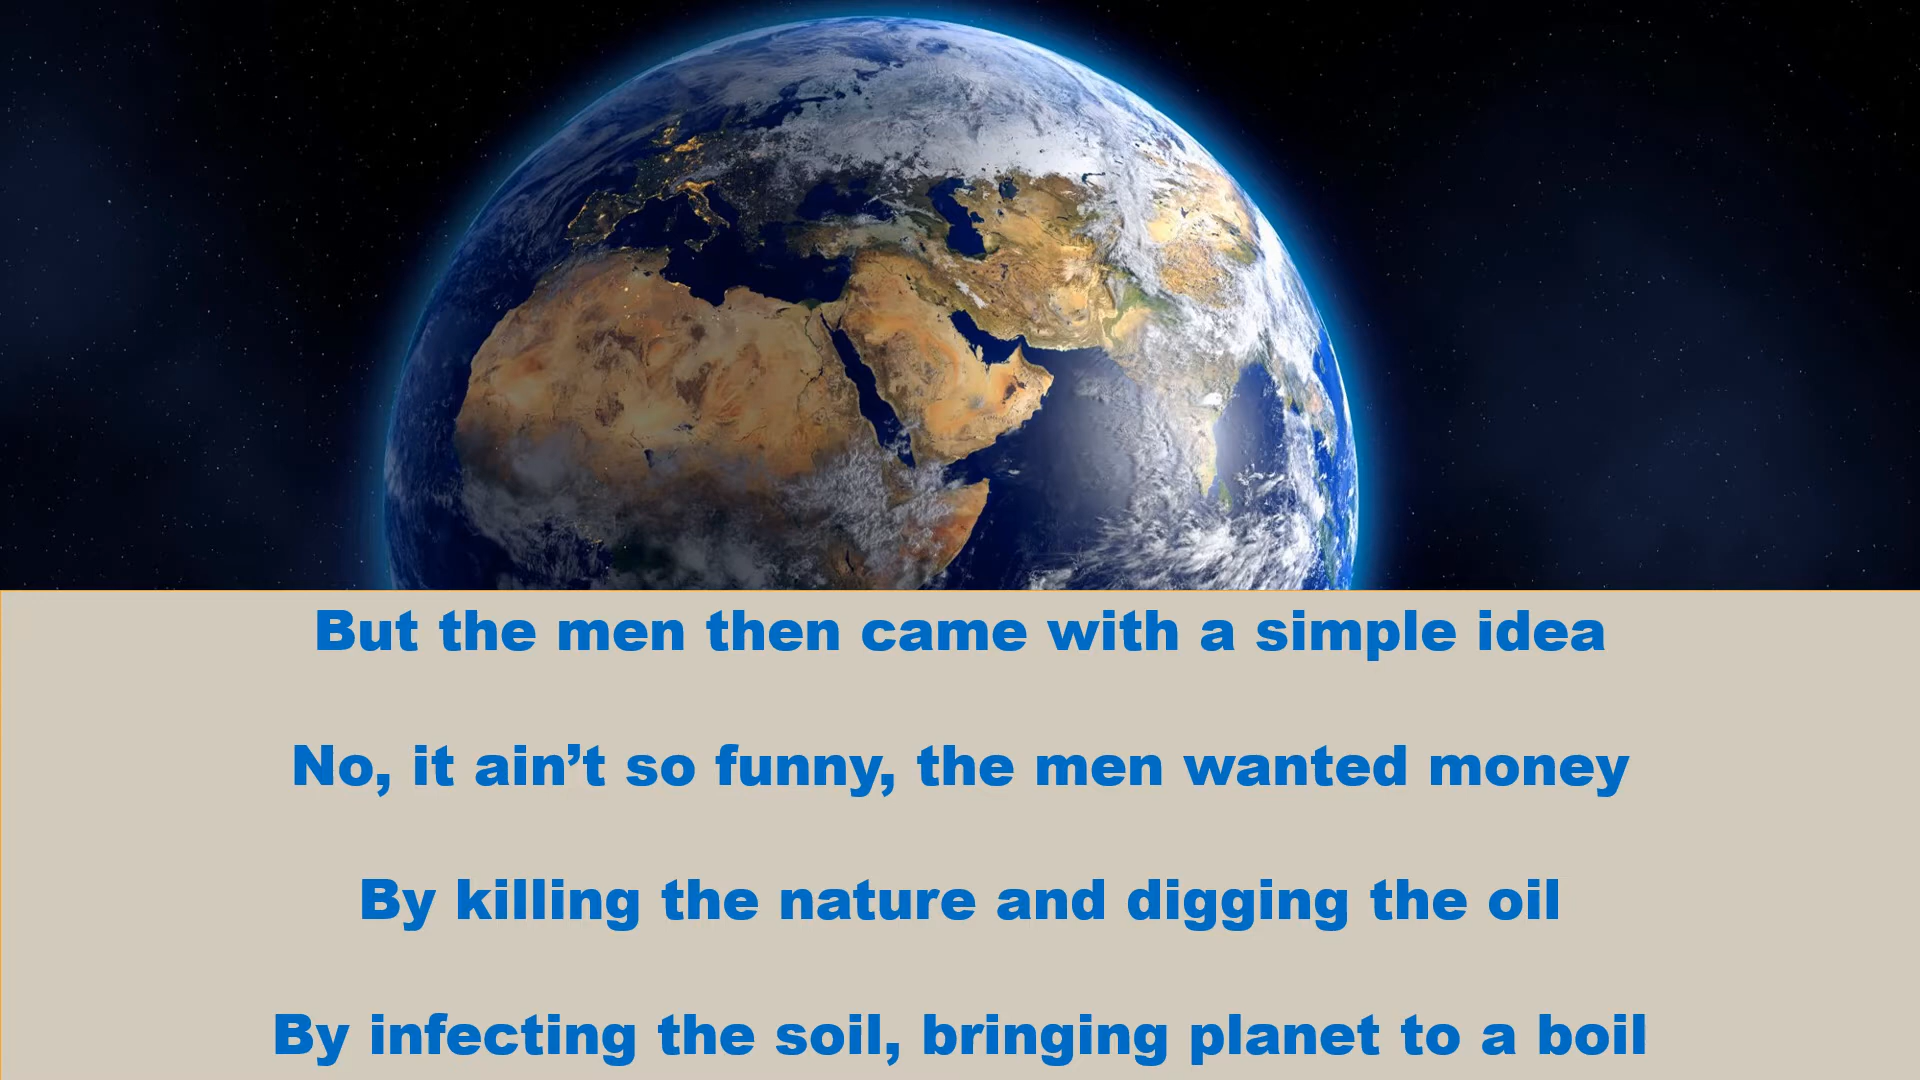 But the men then came with a simple idea
No, it ain’t so funny, the men wanted money
By killing the nature and digging the oil
By infecting the soil, bringing planet to a boil